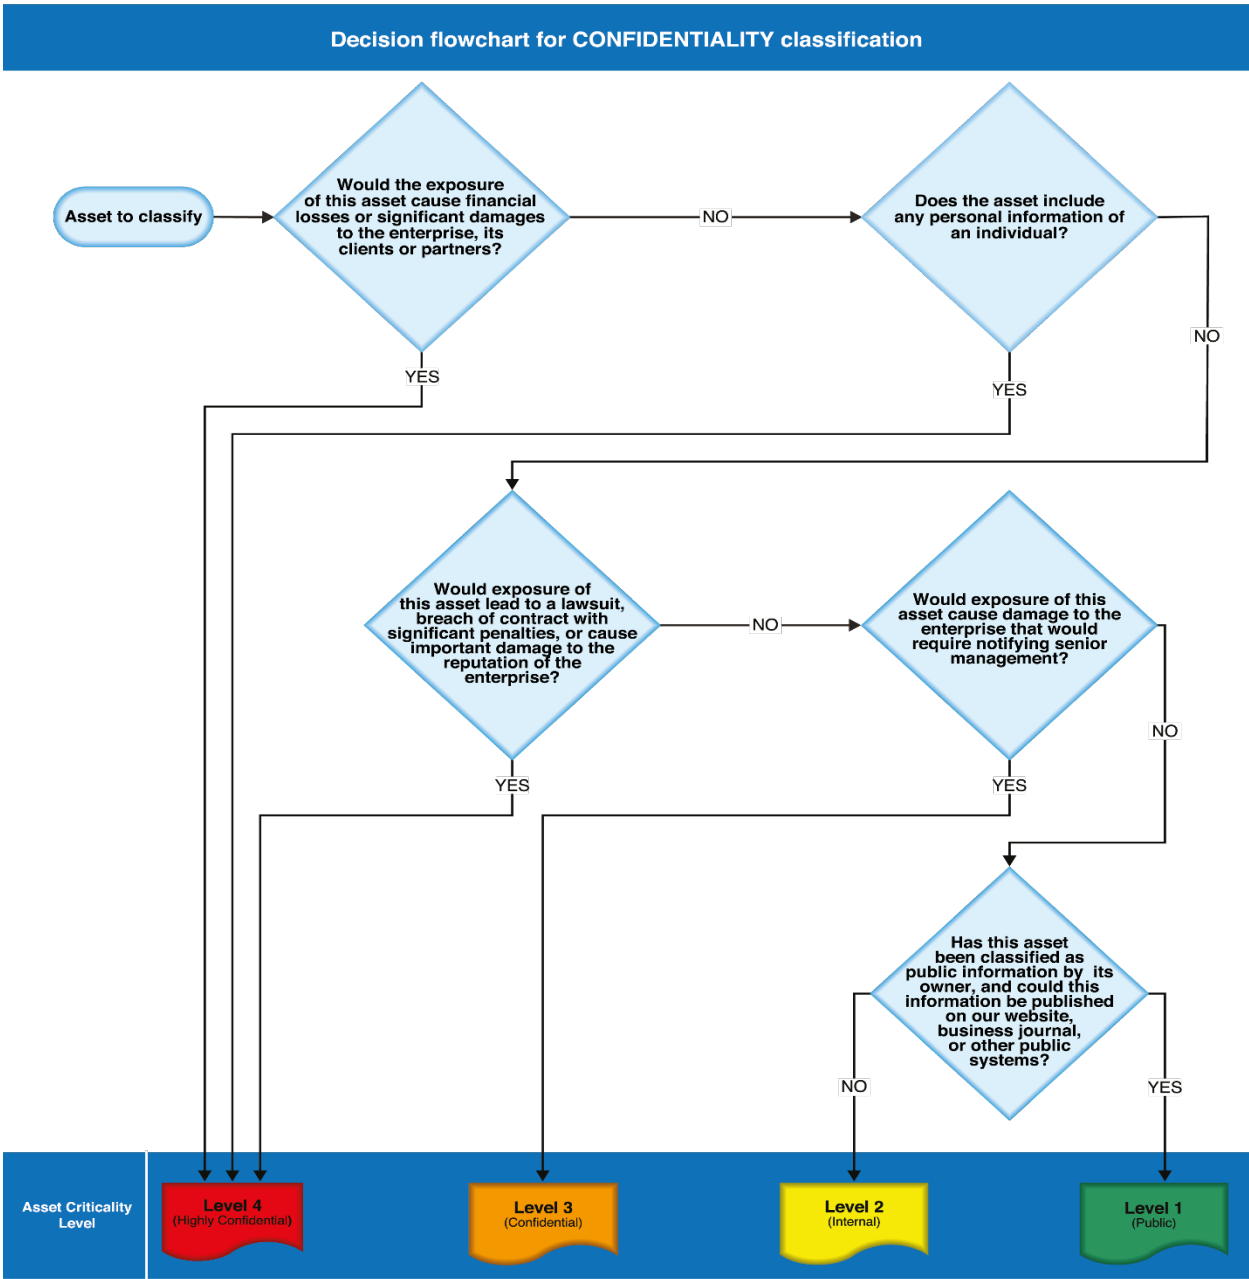 Decision flowchart for CONFIDENTIALITY classification
Asset to classify
Would the exposure
of this asset cause financial
losses or significant damages
to the enterprise, its
clients or partners?
NO
Does the asset include
any personal information of
an individual?
NO
YES
YES
Would exposure of
this asset lead to a lawsuit,
breach of contract with
significant penalties, or cause
important damage to the
reputation of the
enterprise?
NO
Would exposure of this
asset cause damage to the
enterprise that would
require notifying senior
management?
NO
YES
YES
Has this asset
been classified as
public information by its
owner, and could this
information be published
on our website,
business journal,
or other public
systems?
NO
YES
Asset Criticality
Level
Level 4
(Highly Confidential)
Level 3
(Confidential)
Level 2
(Internal)
Level 1
(Public)